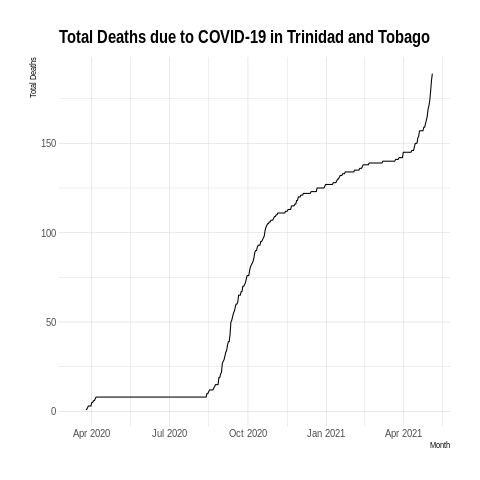 Total Deaths due to COVID-19 in Trinidad and Tobago
Total Deaths
150
100
50
0
Apr 2020 Jul 2020 Oct 2020 Jan 2021 Apr 2021
Month